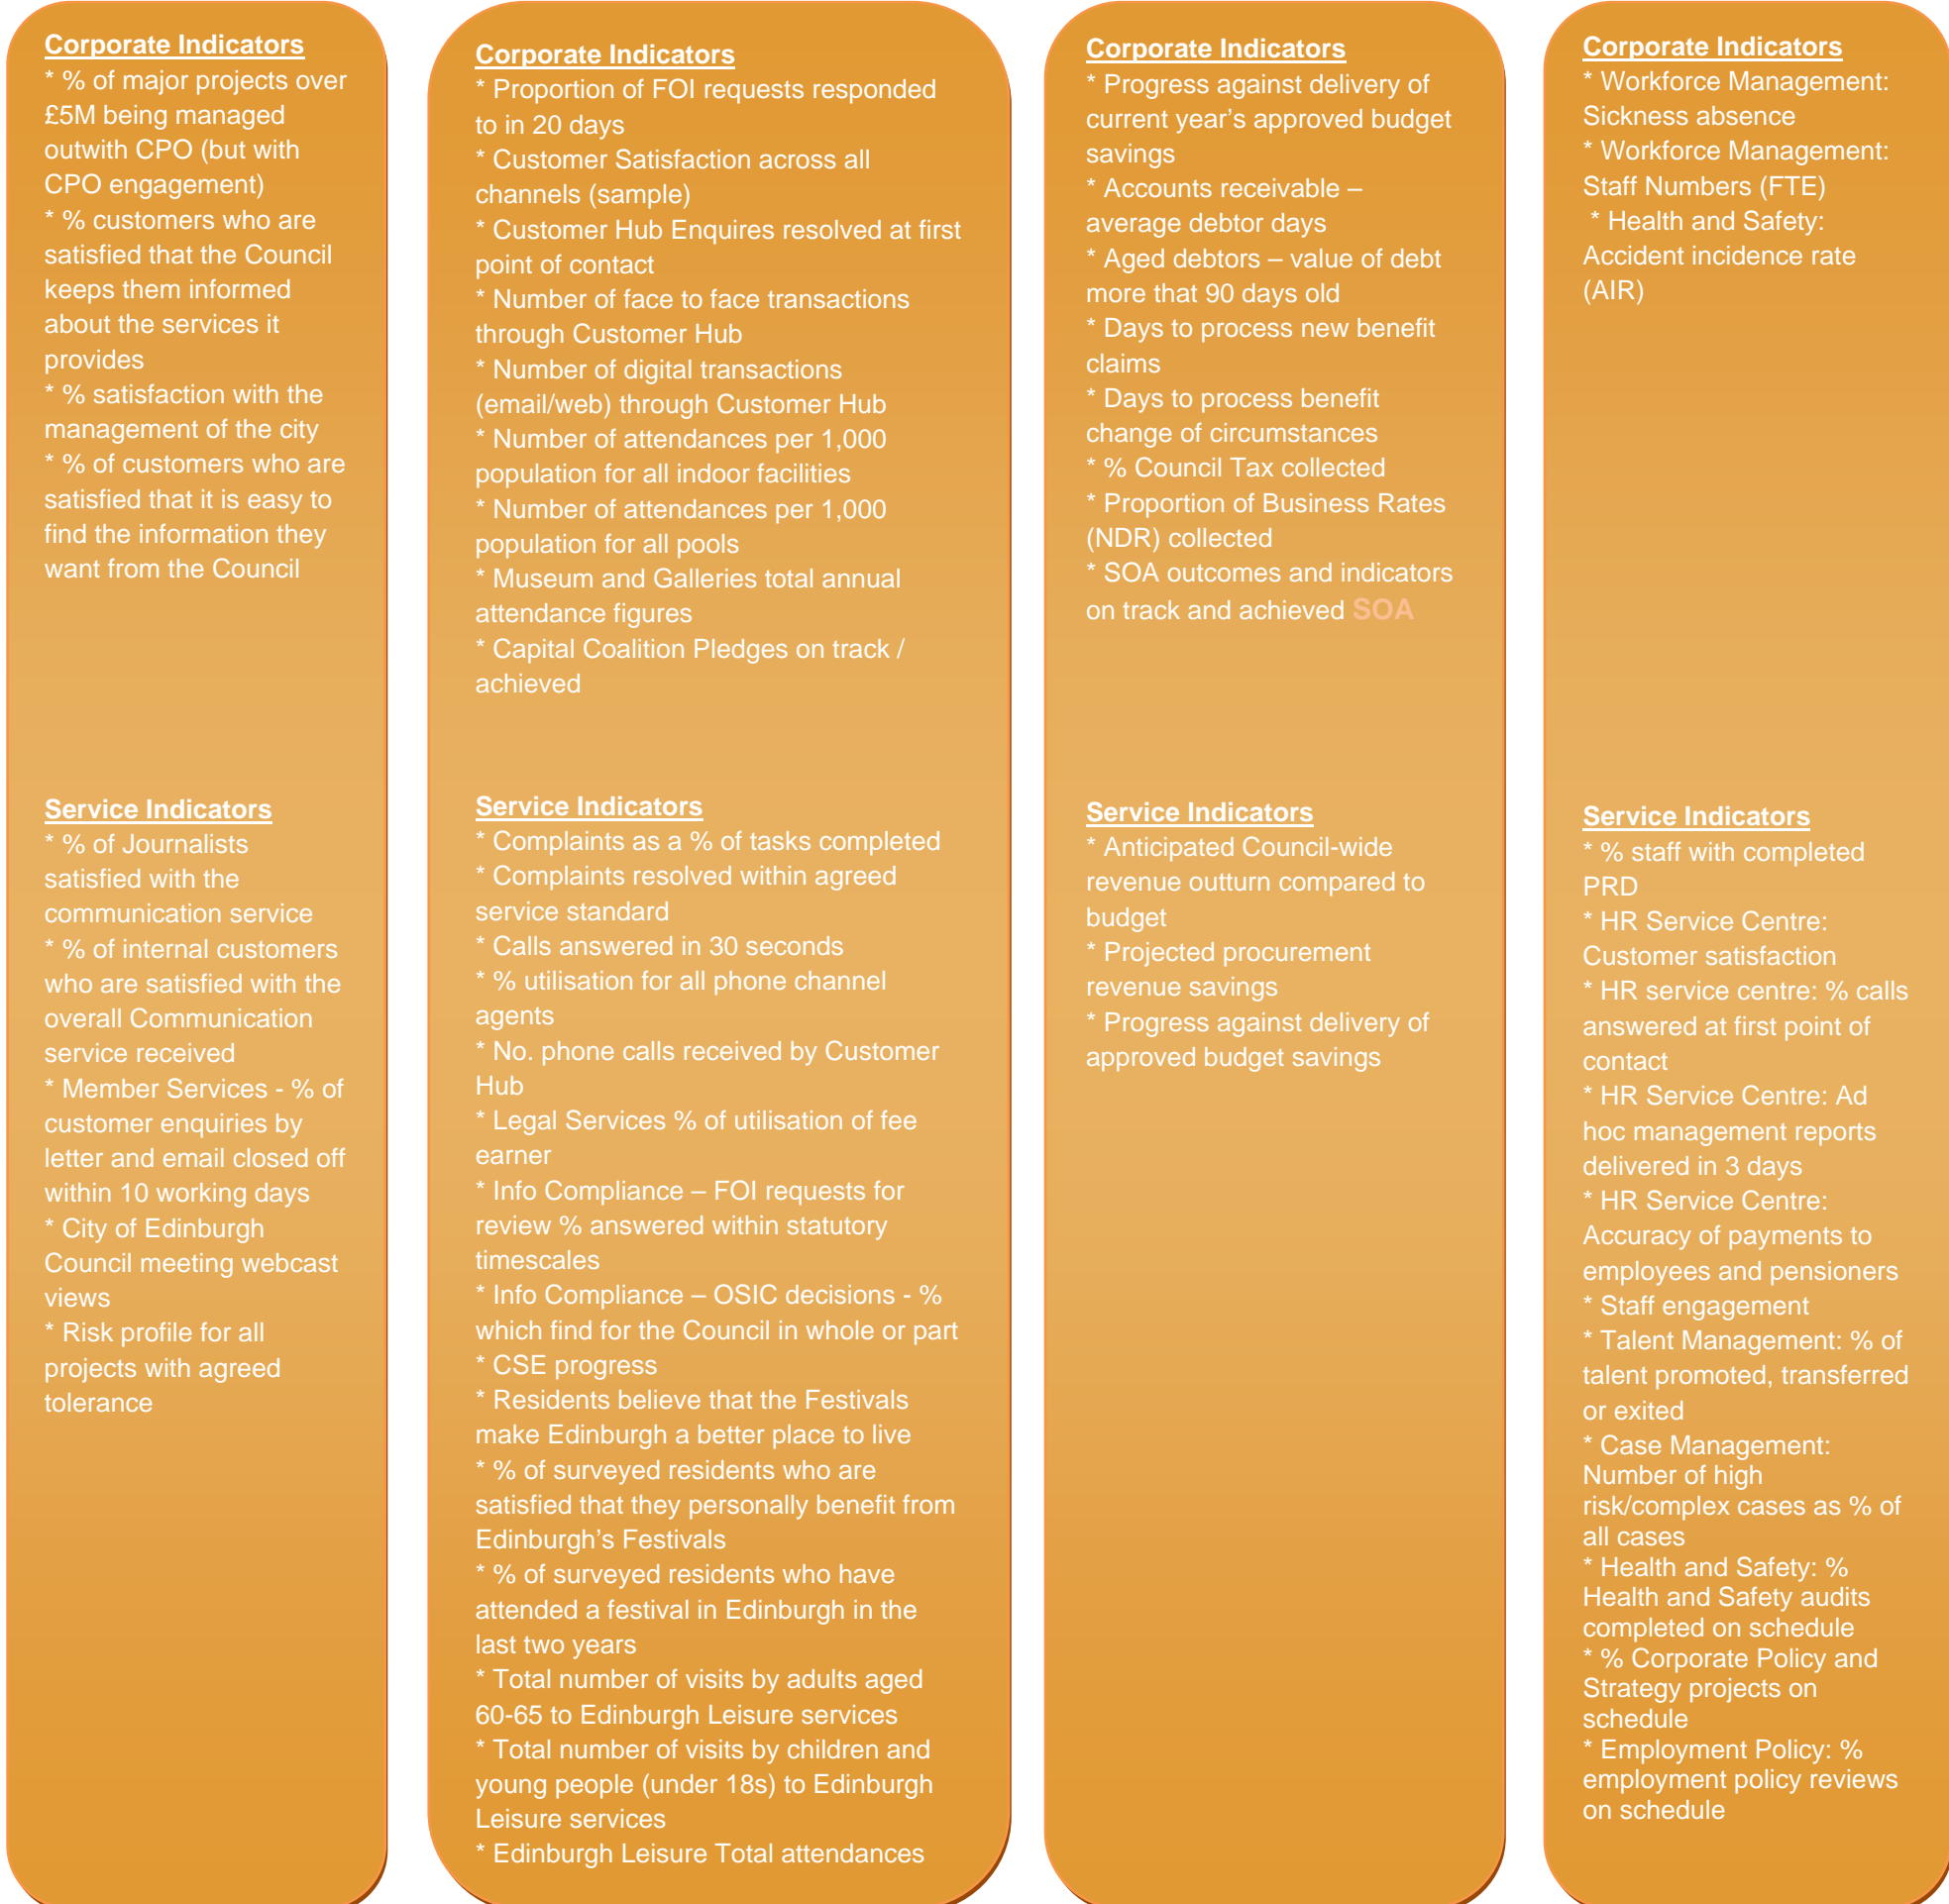 Corporate Indicators
* % of major projects over
£5M being managed
outwith CPO (but with
CPO engagement)
* % customers who are
satisfied that the Council
keeps them informed
about the services it
provides
* % satisfaction with the
management of the city
* % of customers who are
satisfied that it is easy to
find the information they
want from the Council
Service Indicators
* % of Journalists
satisfied with the
communication service
* % of internal customers
who are satisfied with the
overall Communication
service received
* Member Services - % of
customer enquiries by
letter and email closed off
within 10 working days
* City of Edinburgh
Council meeting webcast
views
* Risk profile for all
projects with agreed
tolerance
Corporate Indicators
* Proportion of FOI requests responded
to in 20 days
* Customer Satisfaction across all
channels (sample)
* Customer Hub Enquires resolved at first
point of contact
* Number of face to face transactions
through Customer Hub
* Number of digital transactions
(email/web) through Customer Hub
* Number of attendances per 1,000
population for all indoor facilities
* Number of attendances per 1,000
population for all pools
* Museum and Galleries total annual
attendance figures
* Capital Coalition Pledges on track /
achieved
Service Indicators
* Complaints as a % of tasks completed
* Complaints resolved within agreed
service standard
* Calls answered in 30 seconds
* % utilisation for all phone channel
agents
* No. phone calls received by Customer
Hub
* Legal Services % of utilisation of fee
earner
* Info Compliance – FOI requests for
review % answered within statutory
timescales
* Info Compliance – OSIC decisions - %
which find for the Council in whole or part
* CSE progress
* Residents believe that the Festivals
make Edinburgh a better place to live
* % of surveyed residents who are
satisfied that they personally benefit from
Edinburgh’s Festivals
* % of surveyed residents who have
attended a festival in Edinburgh in the
last two years
* Total number of visits by adults aged
60-65 to Edinburgh Leisure services
* Total number of visits by children and
young people (under 18s) to Edinburgh
Leisure services
* Edinburgh Leisure Total attendances
Corporate Indicators
* Progress against delivery of
current year’s approved budget
savings
* Accounts receivable –
average debtor days
* Aged debtors – value of debt
more that 90 days old
* Days to process new benefit
claims
* Days to process benefit
change of circumstances
* % Council Tax collected
* Proportion of Business Rates
(NDR) collected
* SOA outcomes and indicators
on track and achieved SOA
Service Indicators
* Anticipated Council-wide
revenue outturn compared to
budget
* Projected procurement
revenue savings
* Progress against delivery of
approved budget savings
Corporate Indicators
* Workforce Management:
Sickness absence
* Workforce Management:
Staff Numbers (FTE)
* Health and Safety:
Accident incidence rate
(AIR)
Service Indicators
* % staff with completed
PRD
* HR Service Centre:
Customer satisfaction
* HR service centre: % calls
answered at first point of
contact
* HR Service Centre: Ad
hoc management reports
delivered in 3 days
* HR Service Centre:
Accuracy of payments to
employees and pensioners
* Staff engagement
* Talent Management: % of
talent promoted, transferred
or exited
* Case Management:
Number of high
risk/complex cases as % of
all cases
* Health and Safety: %
Health and Safety audits
completed on schedule
* % Corporate Policy and
Strategy projects on
schedule
* Employment Policy: %
employment policy reviews
on schedule